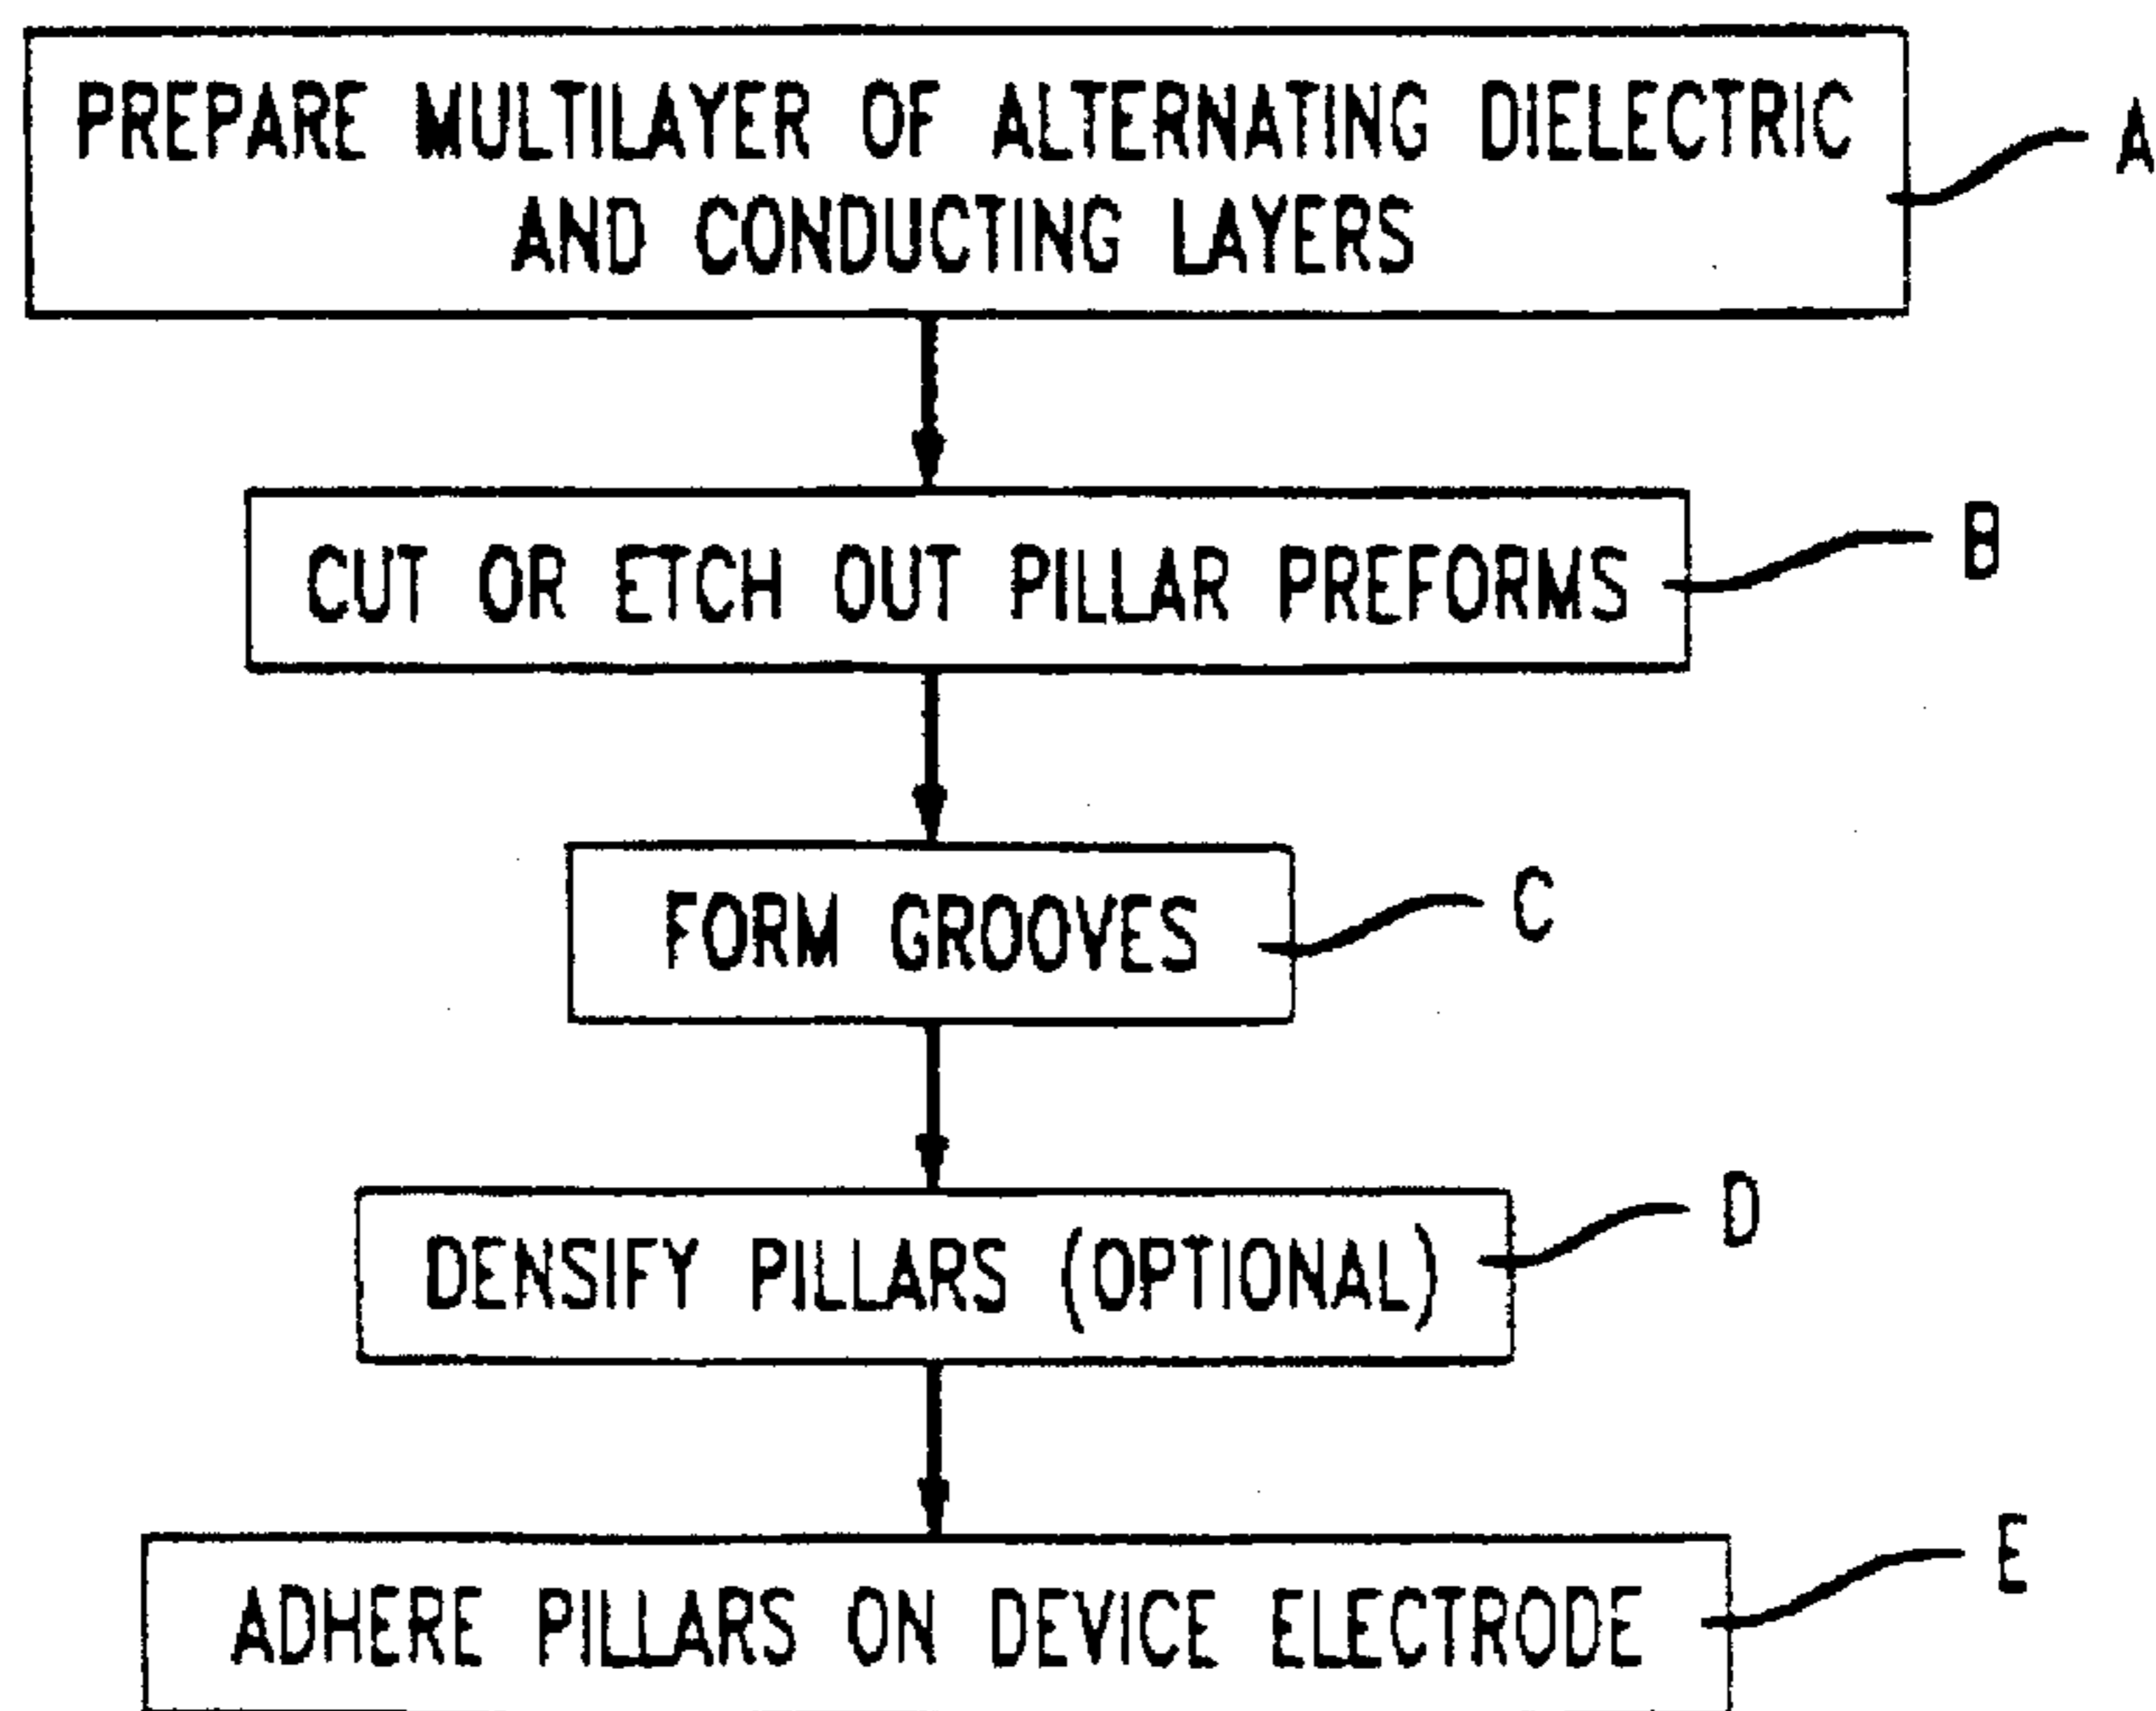 PREPARE MULTILAYER OF ALTERNATING DIELECTRIC
AND CONDUCTING LAYERS
A
CUT OR ETCH OUT PILLAR PREFORMS
B
FORM GROOVES
C
DENSIFY PILLARS (OPTIONAL)
D
ADHERE PILLARS ON DEVICE ELECTRODE
E